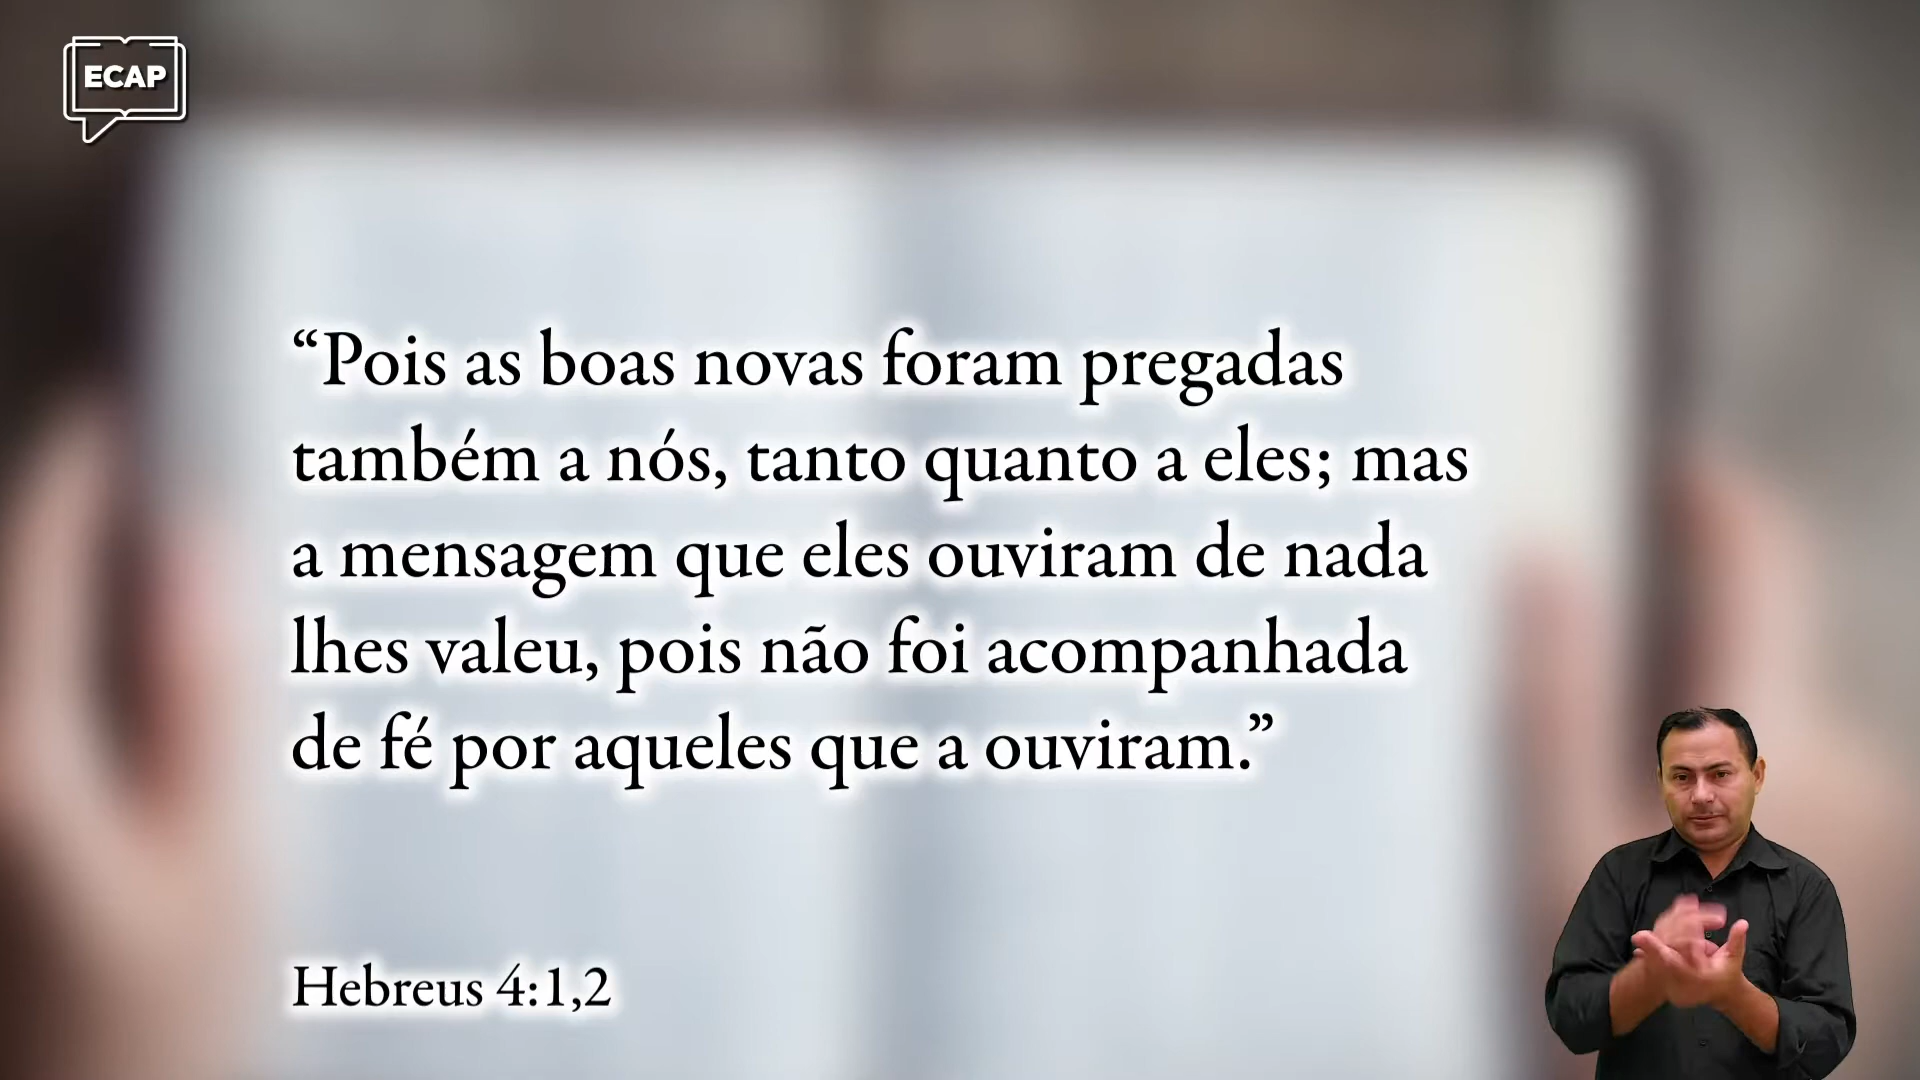 ECAP
“Pois as boas novas foram pregadas
também a nós, tanto quanto a eles; mas
a mensagem que eles ouviram de nada
lhes valeu, pois não foi acompanhada
de fé por aqueles que a ouviram.”
Hebreus 4:1,2